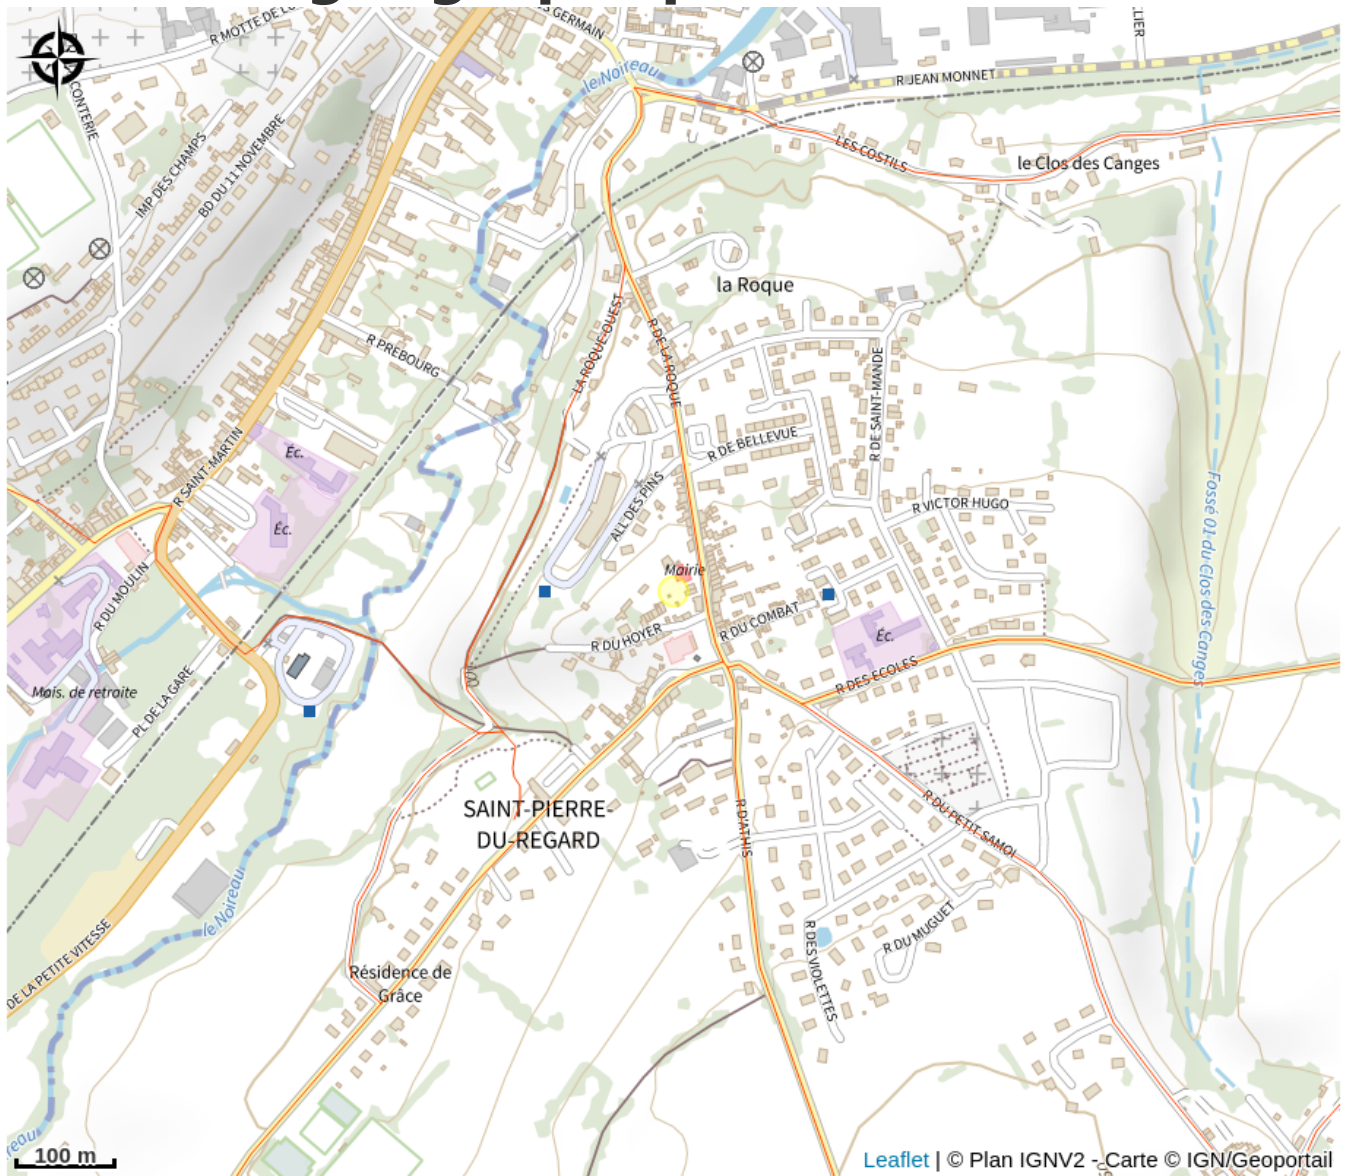 R MOTTE DE
GERMAIN
LIER
le Noireau
R JEAN MONNET
CONTERIE
IMP DES CHAMPS
BD DU 11 NOVEMBRE
LES COSTILS
le Clos des Canges
la Roque
LA ROQUE OUEST
R DE LA ROQUE
R PREBOURG
R DE SAINT-MANDE
R SAINT-MARTIN
Éc.
R DE BELLEVUE
ALL DES PINS
R VICTOR HUGO
Fossé 01 du Clos des Canges
Éc.
Mairie
R DU MOULIN
R DU HOYER
R DU COMBAT
Éc.
R DES ECOLES
Mais. de retraite
PL DE LA GARE
SAINT-PIERRE-
DU-REGARD
R D'ATHIS
R DU PETIT SAMOI
le Noireau
R DES VIOLETTES
R DU MUGUET
DE LA PETITE VITESSE
Résidence de
Grâce
reau
100 m
Leaflet | © Plan IGNV2 - Carte © IGN/Geoportail